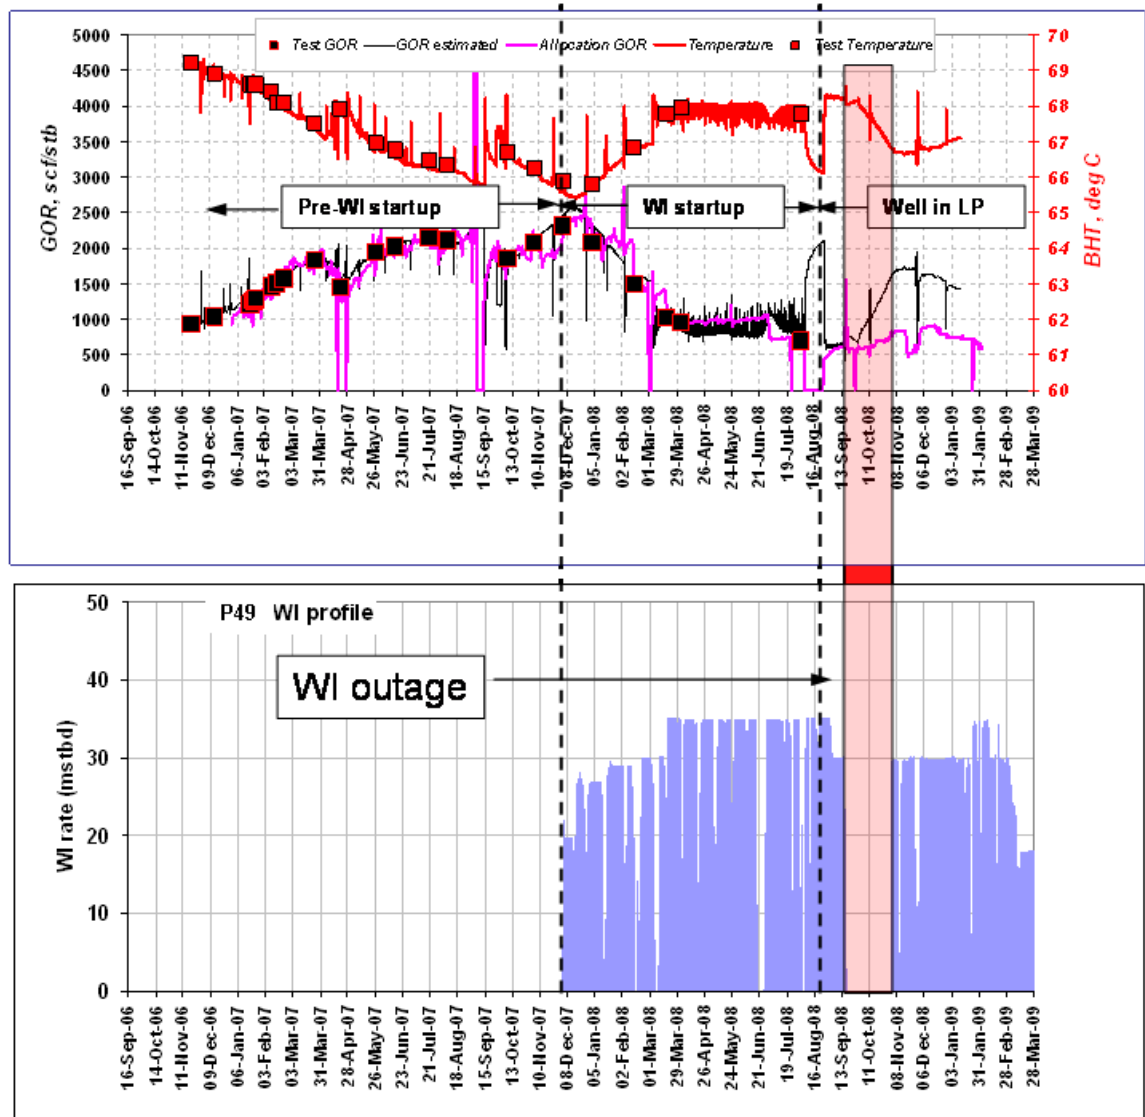 Test GOR GOR estimated Allocation GOR Temperature Test Temperature
5000
4500
4000
3500
3000
2500
2000
1500
1000
500
0
GOR, scf/stb
70
69
68
67
66
65
64
63
62
61
60
BHT, deg C
Pre-WI startup
WI startup
Well in LP
16-Sep-06
14-Oct-06
11-Nov-06
09-Dec-06
06-Jan-07
03-Feb-07
03-Mar-07
31-Mar-07
28-Apr-07
26-May-07
23-Jun-07
21-Jul-07
18-Aug-07
15-Sep-07
13-Oct-07
10-Nov-07
08-Dec-07
05-Jan-08
02-Feb-08
01-Mar-08
29-Mar-08
26-Apr-08
24-May-08
21-Jun-08
19-Jul-08
16-Aug-08
13-Sep-08
11-Oct-08
08-Nov-08
06-Dec-08
03-Jan-09
31-Jan-09
28-Feb-09
28-Mar-09
P49 WI profile
WI outage
50
40
30
20
10
0
WI rate (mstbd)
16-Sep-06
14-Oct-06
11-Nov-06
09-Dec-06
06-Jan-07
03-Feb-07
03-Mar-07
31-Mar-07
28-Apr-07
26-May-07
23-Jun-07
21-Jul-07
18-Aug-07
15-Sep-07
13-Oct-07
10-Nov-07
08-Dec-07
05-Jan-08
02-Feb-08
01-Mar-08
29-Mar-08
26-Apr-08
24-May-08
21-Jun-08
19-Jul-08
16-Aug-08
13-Sep-08
11-Oct-08
08-Nov-08
06-Dec-08
03-Jan-09
31-Jan-09
28-Feb-09
28-Mar-09